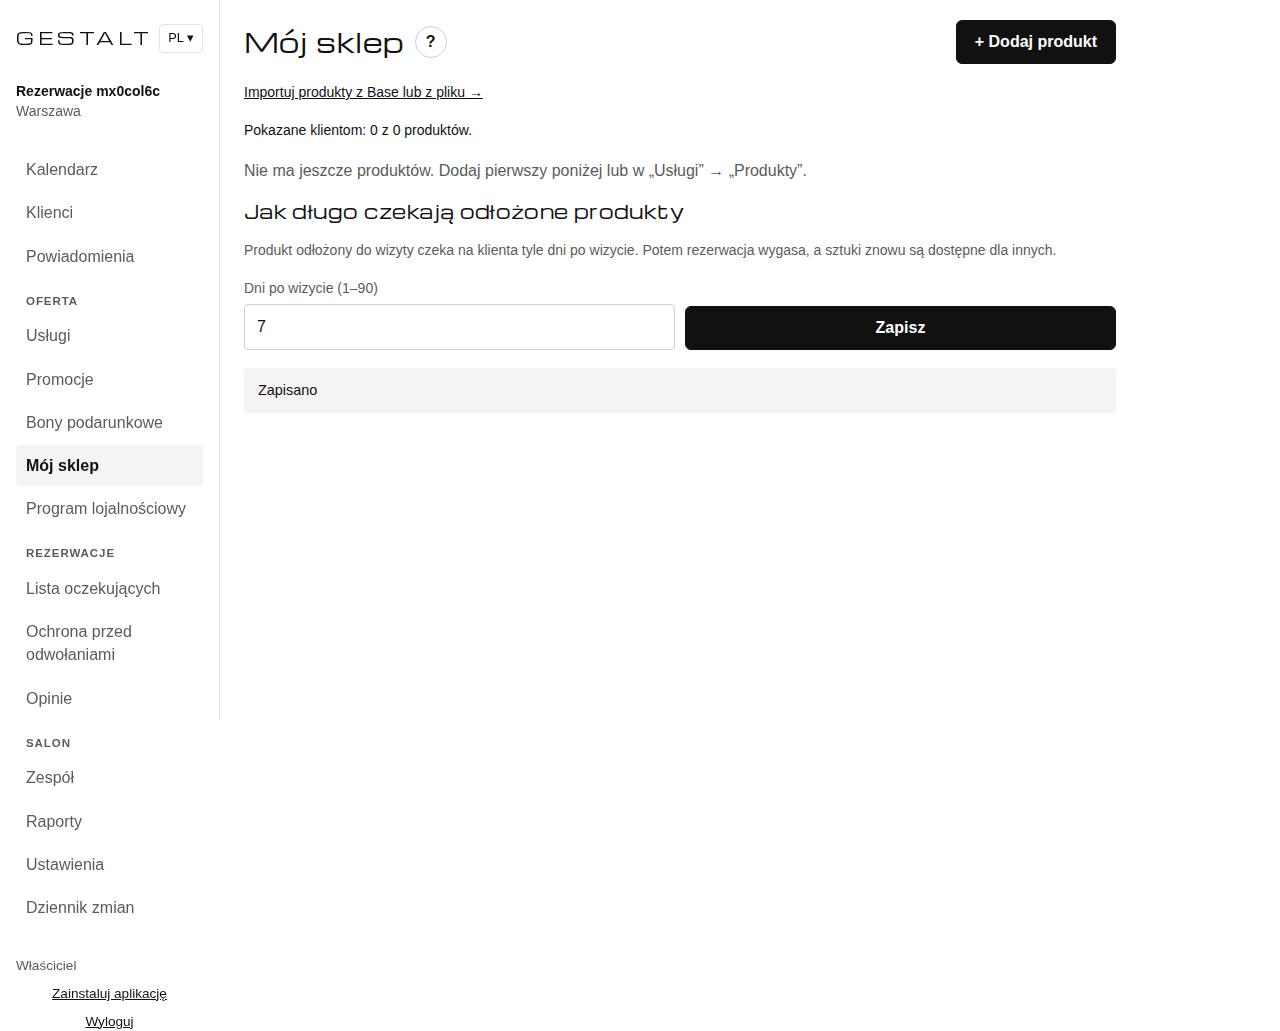 GESTALT
PL ▾
Rezerwacje mx0col6c
Warszawa
Kalendarz
Klienci
Powiadomienia
OFERTA
Usługi
Promocje
Bony podarunkowe
Mój sklep
Program lojalnościowy
REZERWACJE
Lista oczekujących
Ochrona przed
odwołaniami
Opinie
SALON
Zespół
Raporty
Ustawienia
Dziennik zmian
Właściciel
Zainstaluj aplikację
Wyloguj
Mój sklep
?
+ Dodaj produkt
Importuj produkty z Base lub z pliku →
Pokazane klientom: 0 z 0 produktów.
Nie ma jeszcze produktów. Dodaj pierwszy poniżej lub w „Usługi” → „Produkty”.
Jak długo czekają odłożone produkty
Produkt odłożony do wizyty czeka na klienta tyle dni po wizycie. Potem rezerwacja wygasa, a sztuki znowu są dostępne dla innych.
Dni po wizycie (1–90)
7
Zapisz
Zapisano